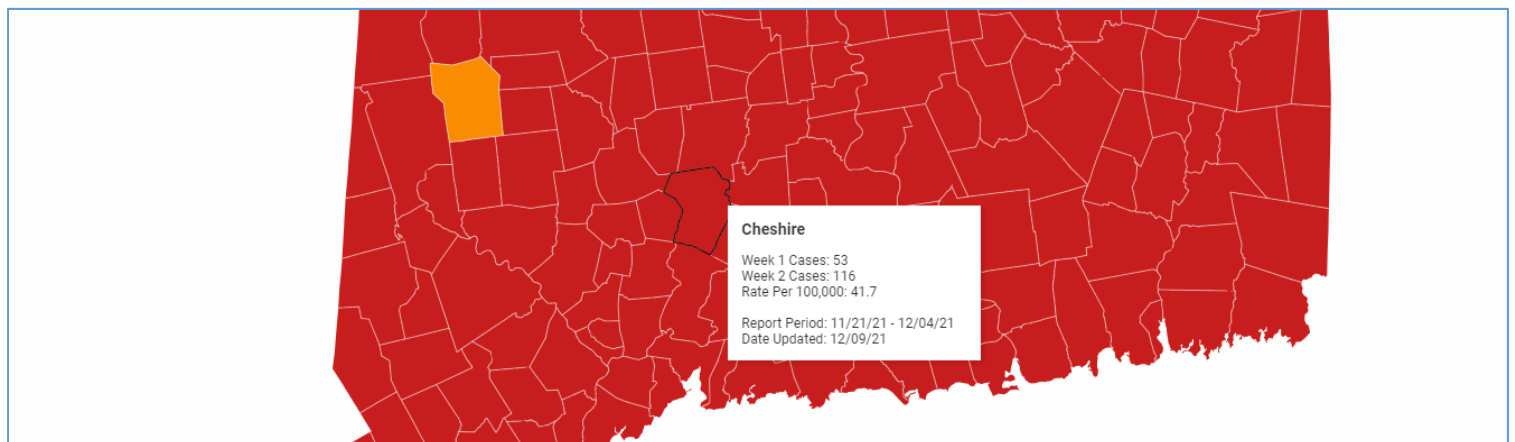 Cheshire
Week 1 Cases: 53
Week 2 Cases: 116
Rate Per 100,000: 41.7
Report Period: 11/21/21 - 12/04/21
Date Updated: 12/09/21